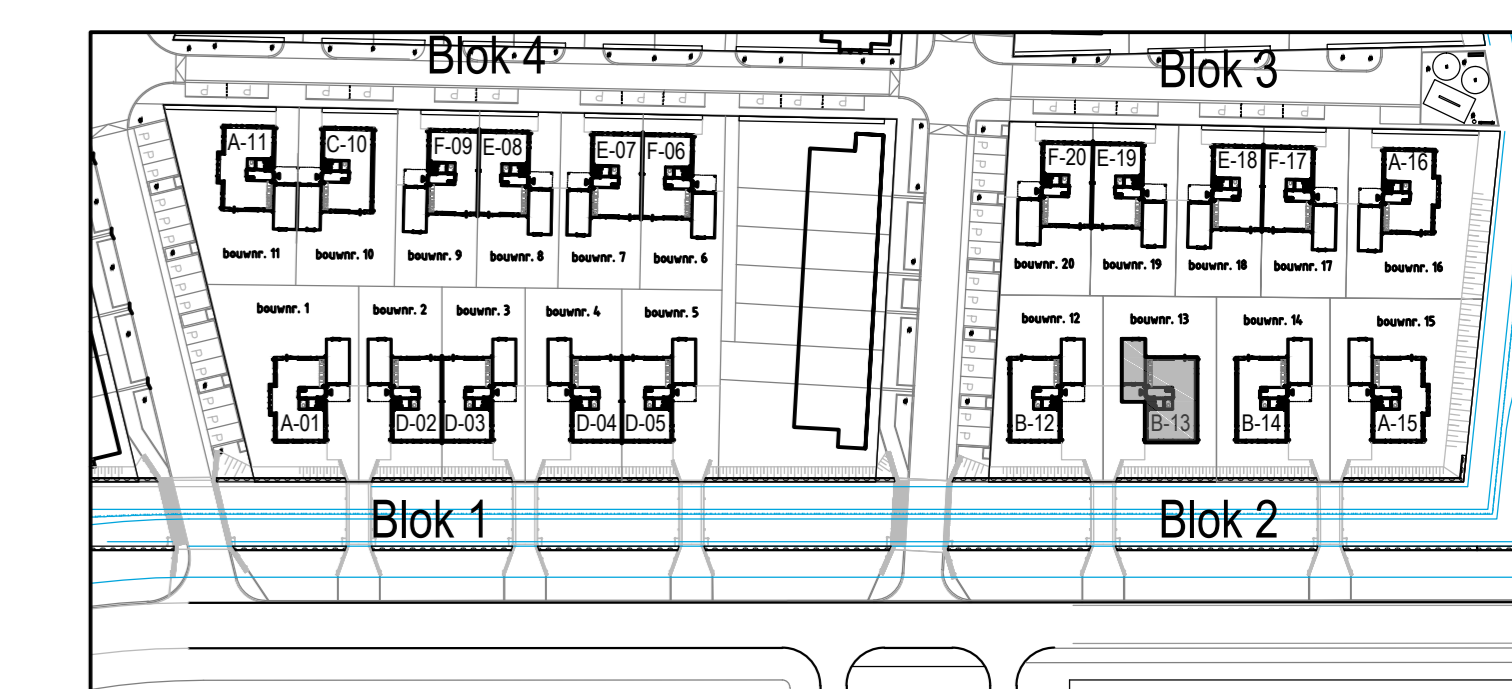 Blok 4
Blok 3
A-11
C-10
F-09
E-08
E-07
F-06
F-20
E-19
E-18
F-17
A-16
bouwnr. 11
bouwnr. 10
bouwnr. 9
bouwnr. 8
bouwnr. 7
bouwnr. 6
bouwnr. 20
bouwnr. 19
bouwnr. 18
bouwnr. 17
bouwnr. 16
bouwnr. 1
bouwnr. 2
bouwnr. 3
bouwnr. 4
bouwnr. 5
bouwnr. 12
bouwnr. 13
bouwnr. 14
bouwnr. 15
A-01
D-02
D-03
D-04
D-05
B-12
B-13
B-14
A-15
Blok 1
Blok 2